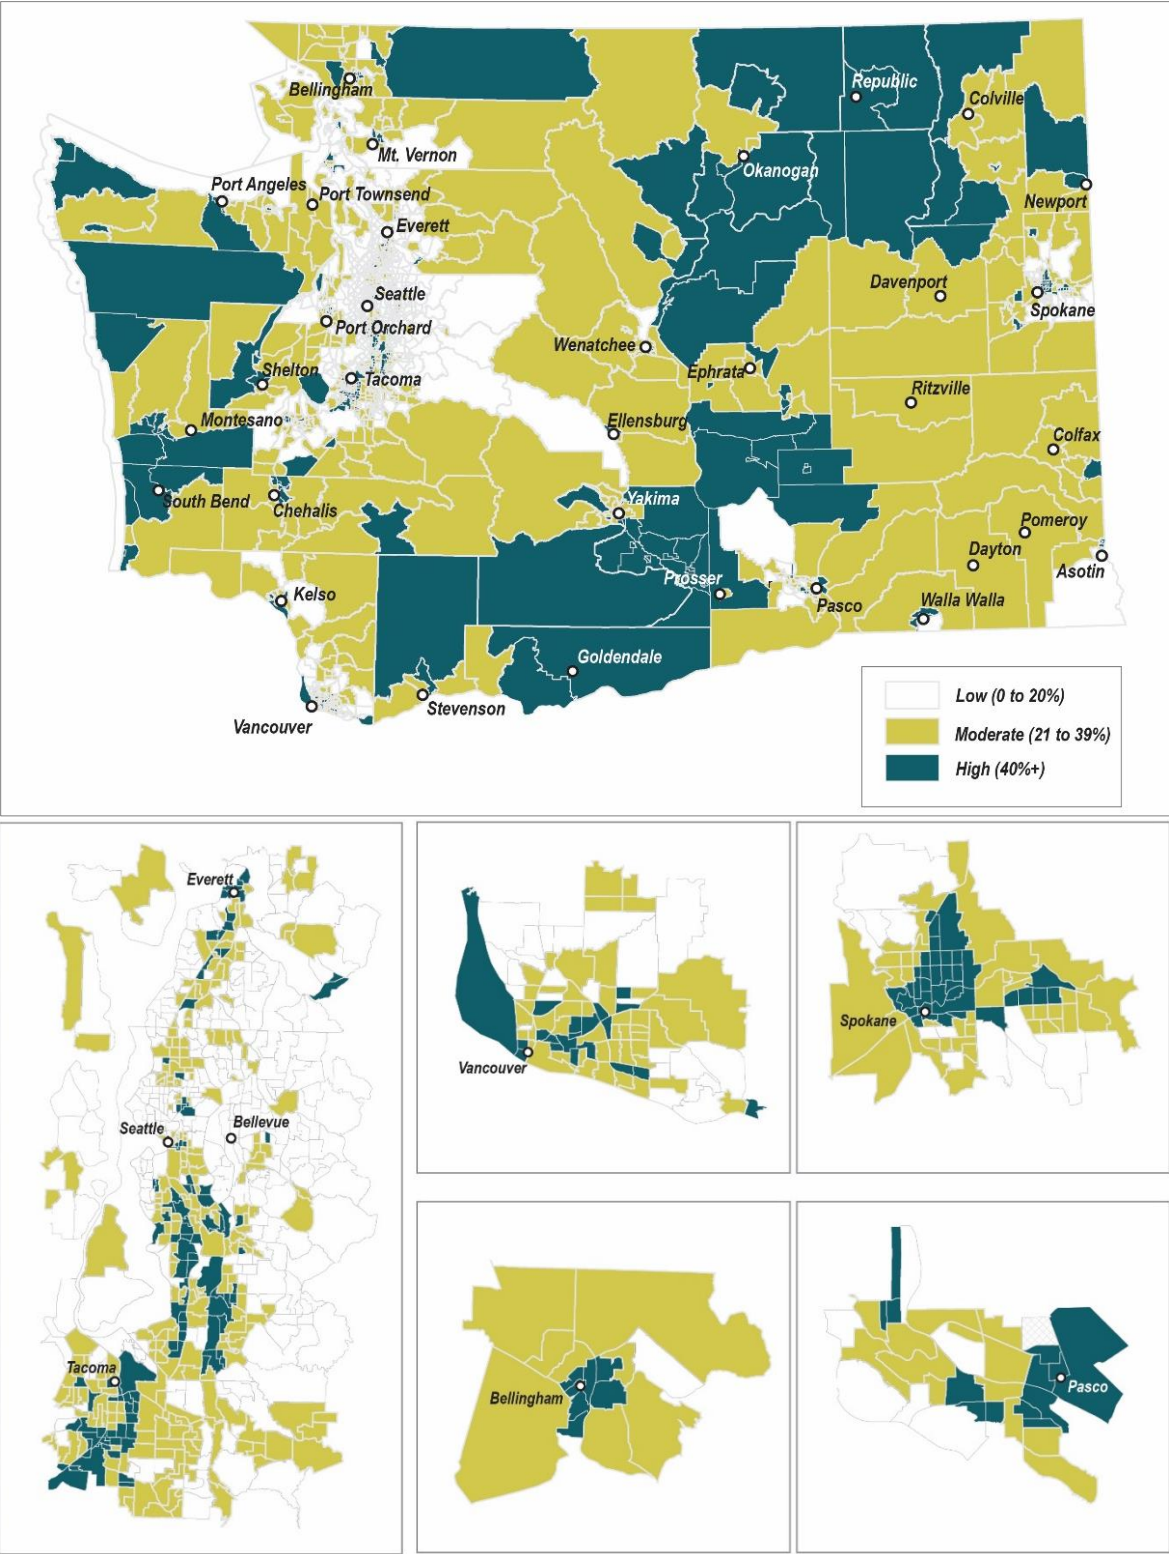 Republic
Bellingham
Colville
Mt. Vernon
Okanogan
Port Angeles
Port Townsend
Newport
Everett
Davenport
Seattle
Spokane
Port Orchard
Wenatchee
Shelton
Tacoma
Ephrata
Ritzville
Montesano
Ellensburg
Colfax
South Bend
Chehalis
Yakima
Pomeroy
Dayton
Asotin
Prosser
Kelso
Pasco
Walla Walla
Goldendale
Stevenson
Vancouver
Low (0 to 20%)
Moderate (21 to 39%)
High (40%+)
Everett
Seattle
Bellevue
Tacoma
Vancouver
Spokane
Bellingham
Pasco